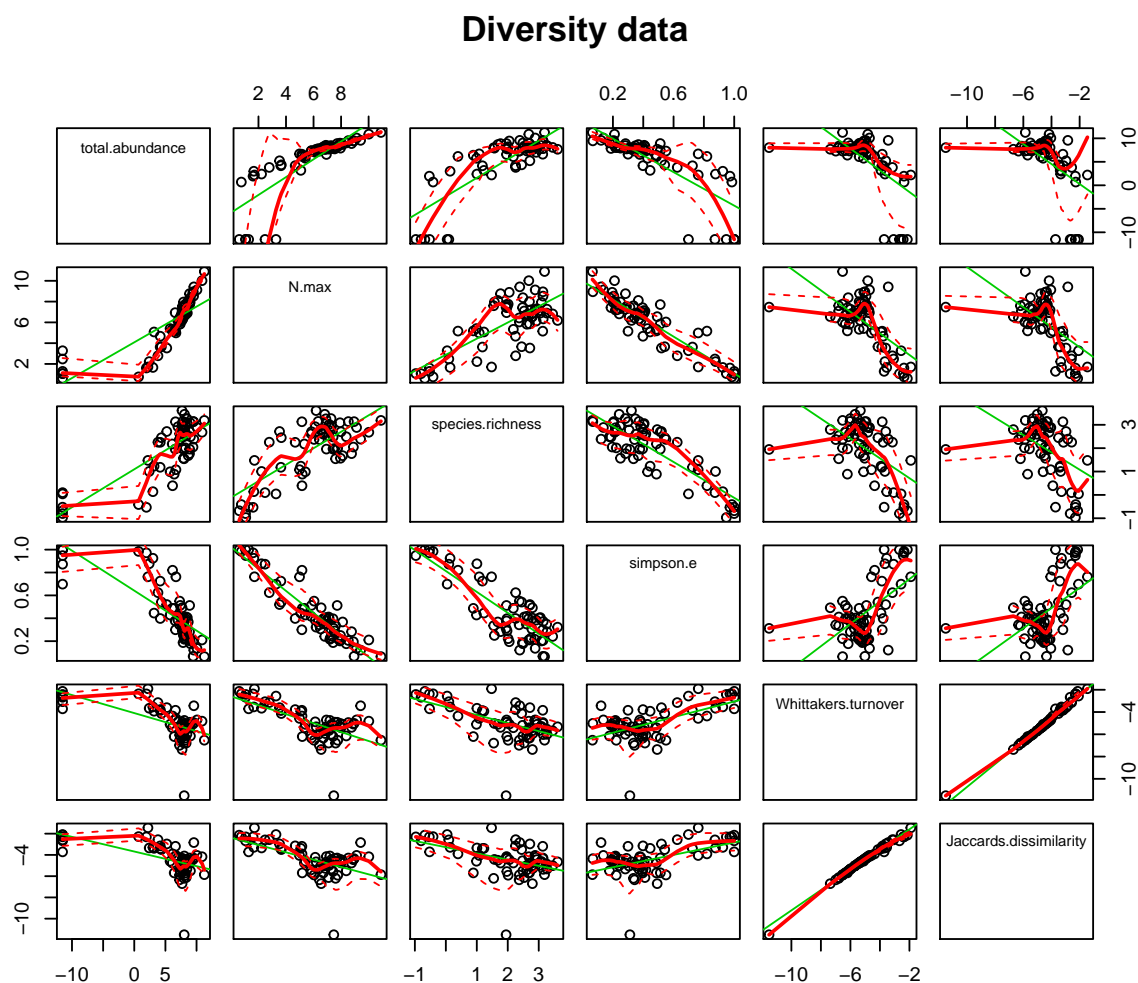 Diversity data
2 4 6 8
0.2 0.6 1.0
−10 −6 −2
total.abundance
−10 0 5 10
N.max
2 6 10
species.richness
−1 1 3
simpson.e
0.2 0.6 1.0
Whittakers.turnover
−10 −4
Jaccards.dissimilarity
−10 −4
−10 0 5
−1 1 2 3
−10 −6 −2